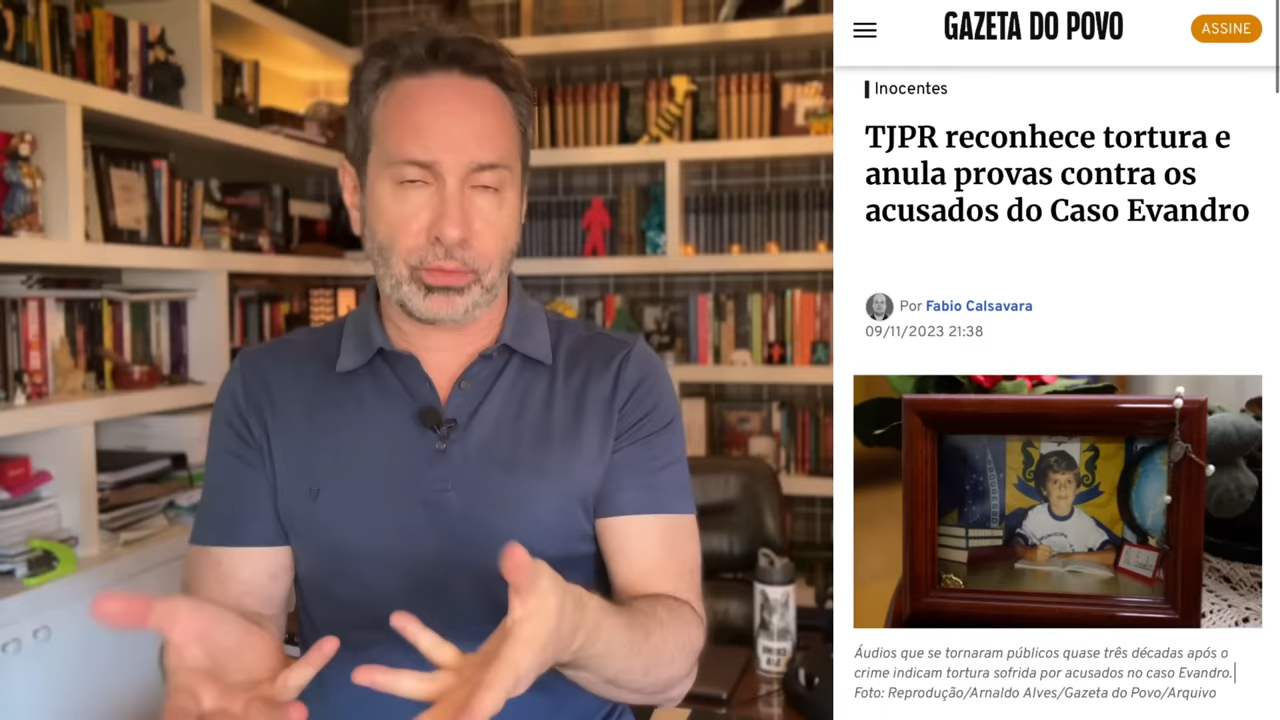 GAZETA DO POVO
ASSINE
Inocentes
TJPR reconhece tortura e
anula provas contra os
acusados do Caso Evandro
Por Fabio Calsavara
09/11/2023 21:38
Áudios que se tornaram públicos quase três décadas após o
crime indicam tortura sofrida por acusados no caso Evandro.
Foto: Reprodução/Arnaldo Alves/Gazeta do Povo/Arquivo